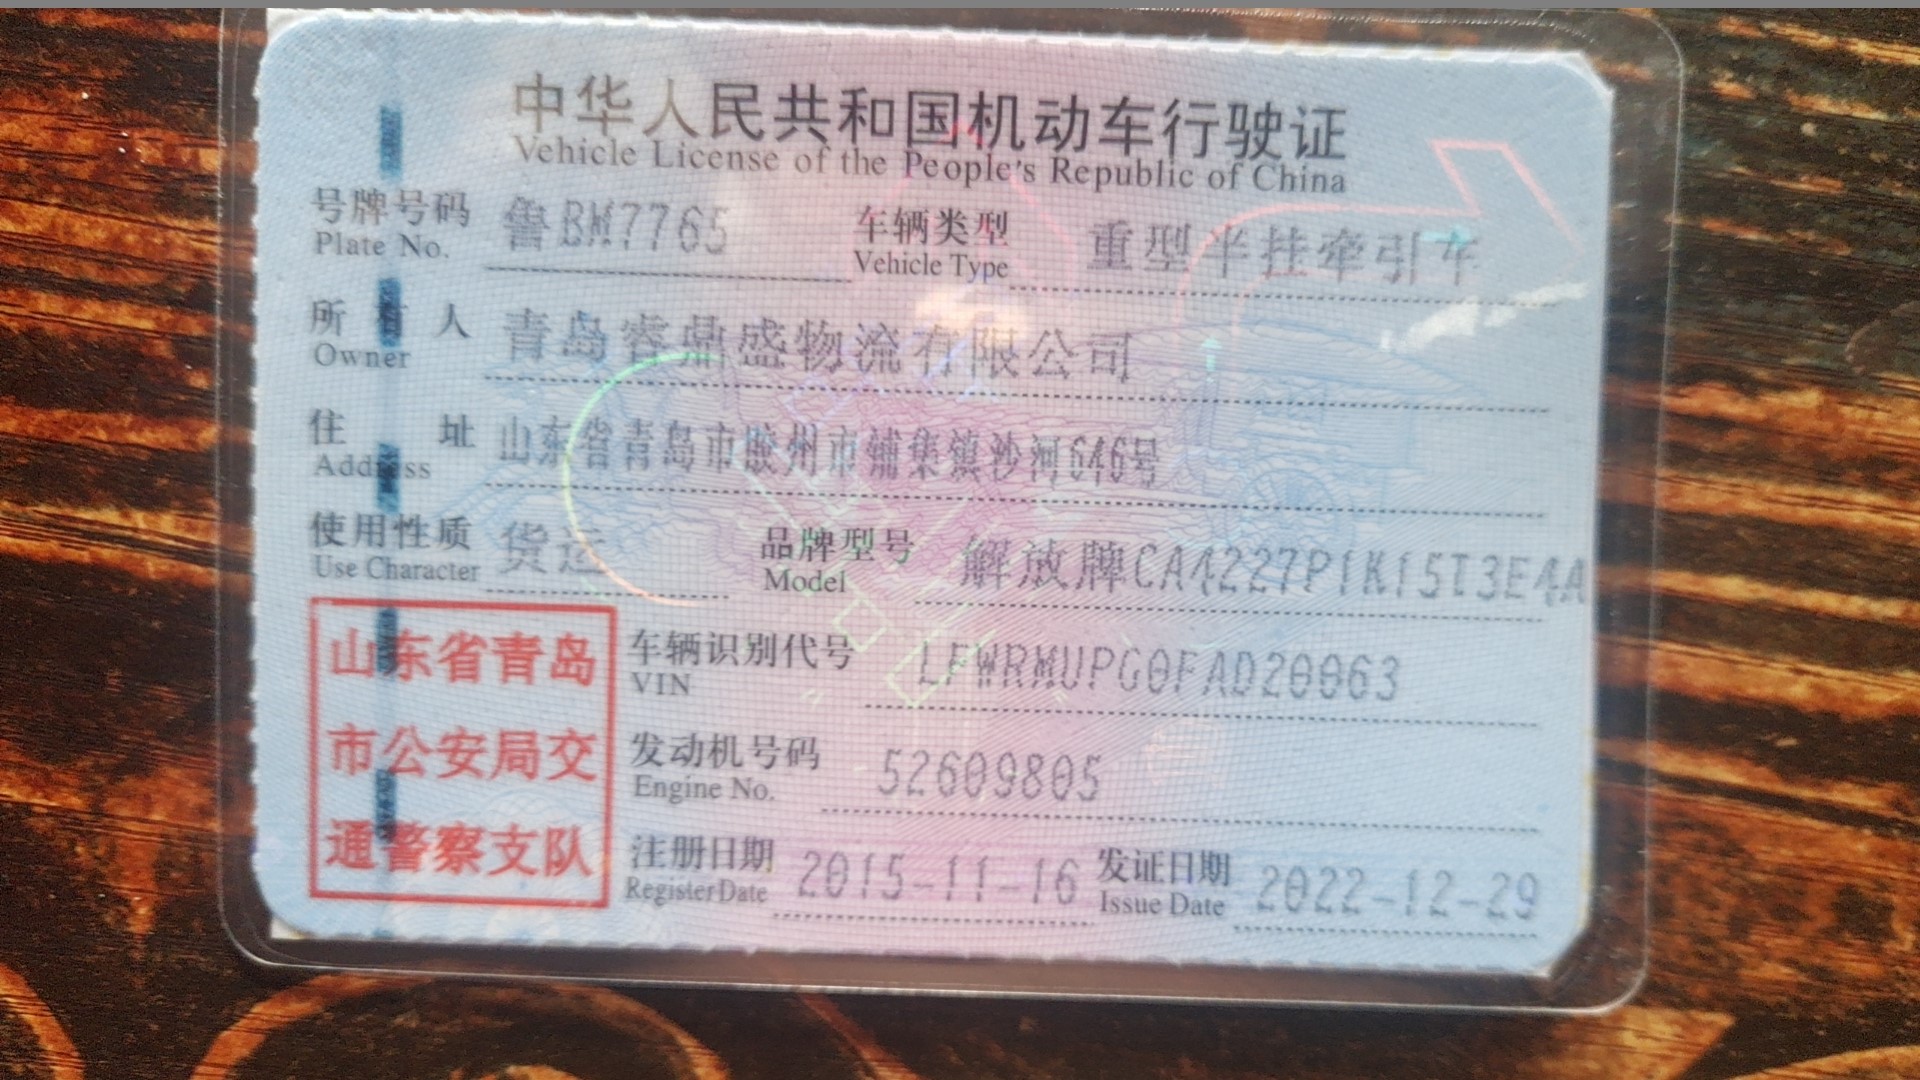 中华人民共和国机动车行驶证
Vehicle License of the People's Republic of China
号牌号码 鲁BM7765 车辆类型 重型半挂牵引车
Plate No. Vehicle Type
所有人 青岛睿鼎盛物流有限公司
Owner
住址 山东省青岛市胶州市铺集镇沙河646号
Address
使用性质 货运 品牌型号 解放牌CA4227P1K15T3E4A
Use Character Model
山东省青岛 车辆识别代号 LFWRMUPG0FAD20063
VIN
市公安局交 发动机号码 52609805
Engine No.
通警察支队 注册日期 2015-11-16 发证日期 2022-12-29
Register Date Issue Date